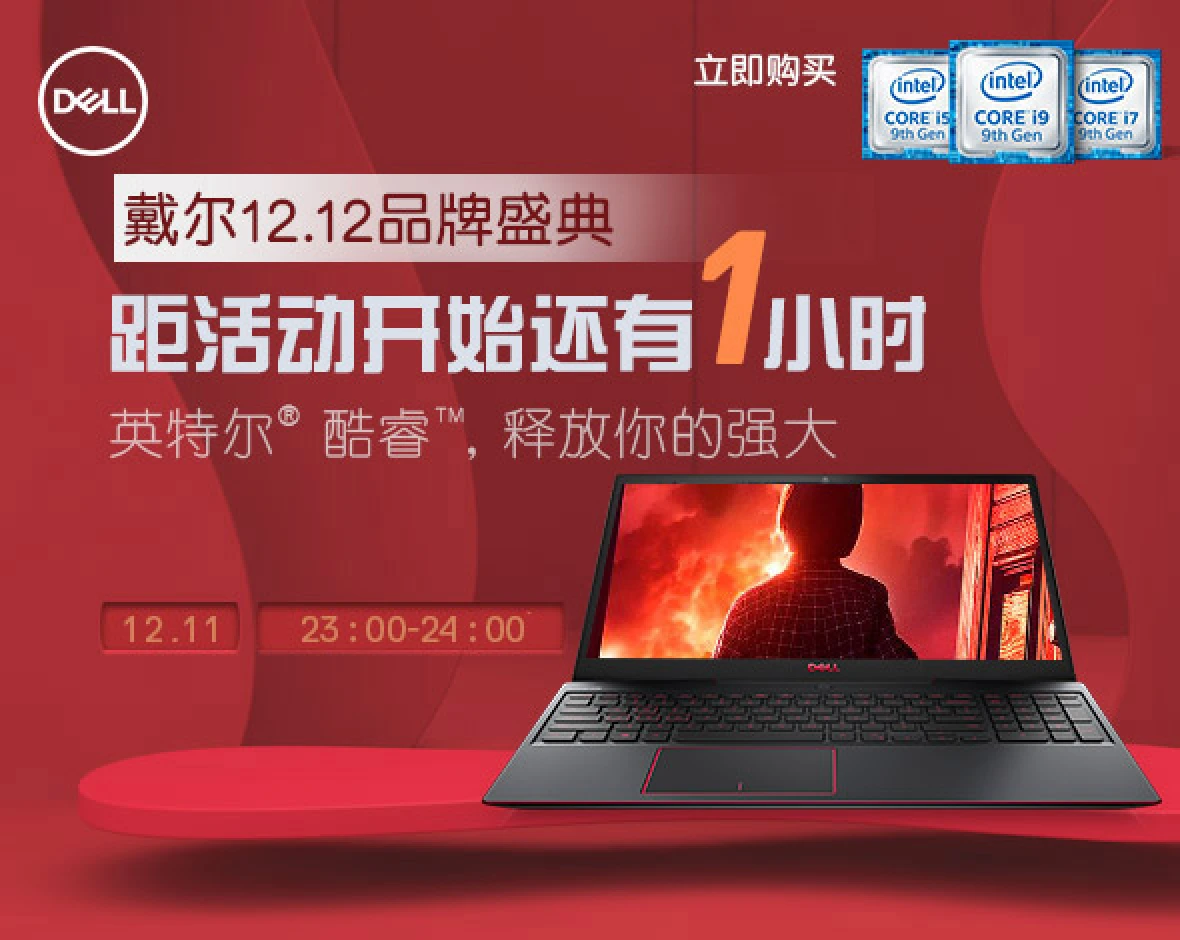 DELL
立即购买
intel CORE i5 9th Gen
intel CORE i9 9th Gen
intel CORE i7 9th Gen
戴尔12.12品牌盛典
距活动开始还有1小时
英特尔® 酷睿™, 释放你的强大
12.11 23:00-24:00
DELL